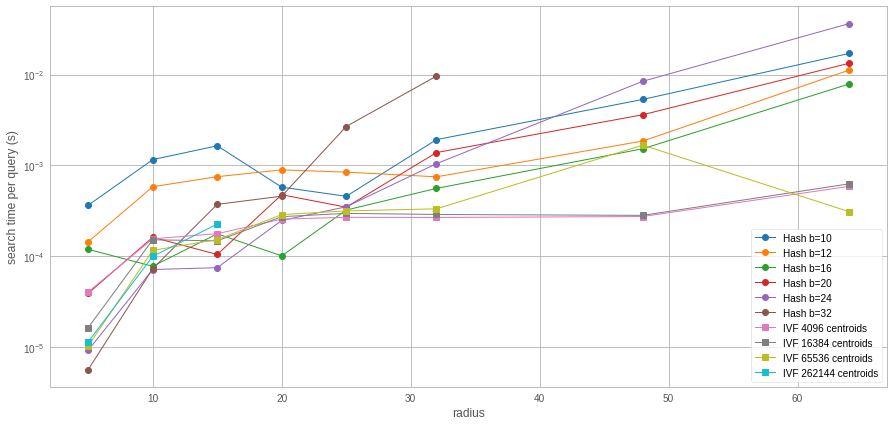 search time per query (s)
10⁻²
10⁻³
10⁻⁴
10⁻⁵
10
20
30
40
50
60
radius
Hash b=10
Hash b=12
Hash b=16
Hash b=20
Hash b=24
Hash b=32
IVF 4096 centroids
IVF 16384 centroids
IVF 65536 centroids
IVF 262144 centroids